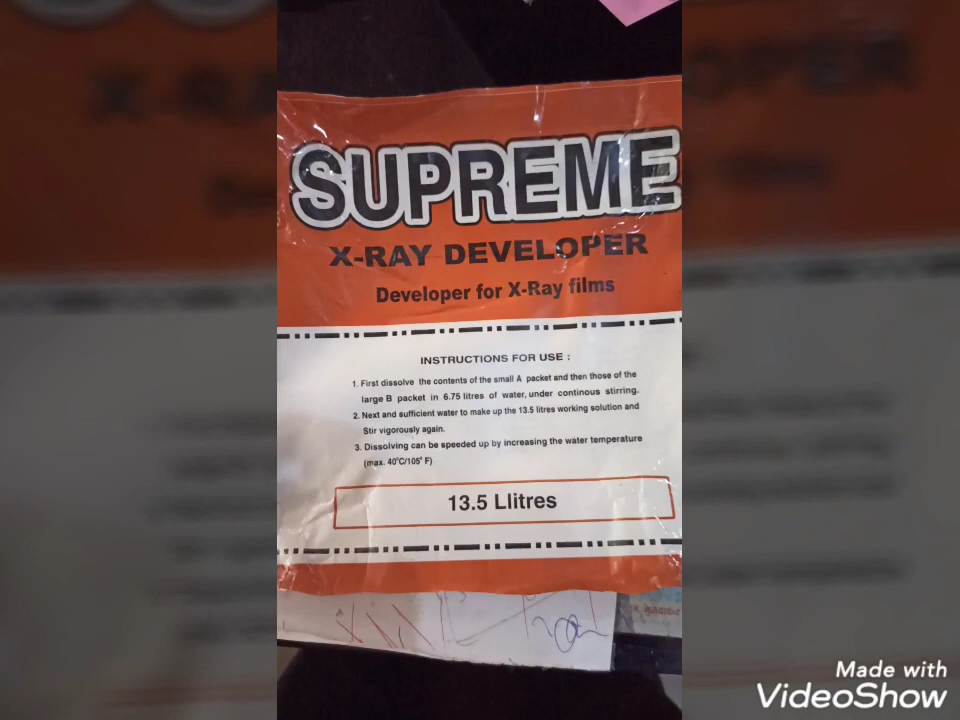 SUPREME
X-RAY DEVELOPER
Developer for X-Ray films
INSTRUCTIONS FOR USE :
1. First dissolve the contents of the small A packet and then those of the
large B packet in 6.75 litres of water, under continous stirring.
2. Next and sufficient water to make up the 13.5 litres working solution and
Stir vigorously again.
3. Dissolving can be speeded up by increasing the water temperature
(max. 40°C/105° F)
13.5 Llitres
Made with
VideoShow